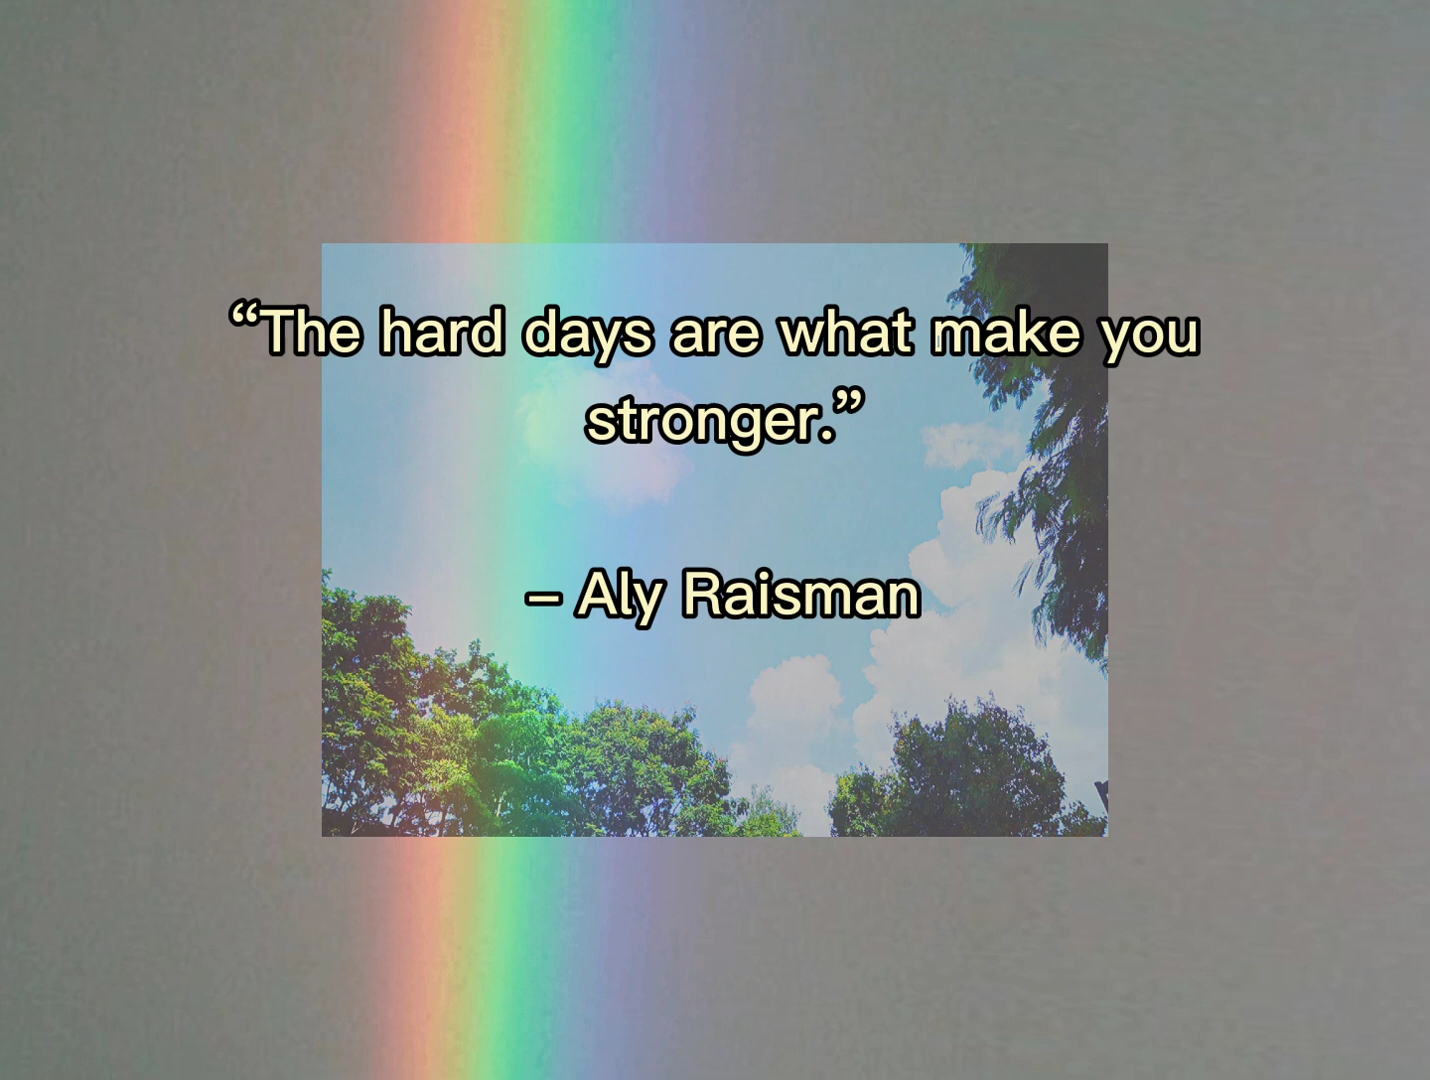 “The hard days are what make you
stronger.”
– Aly Raisman